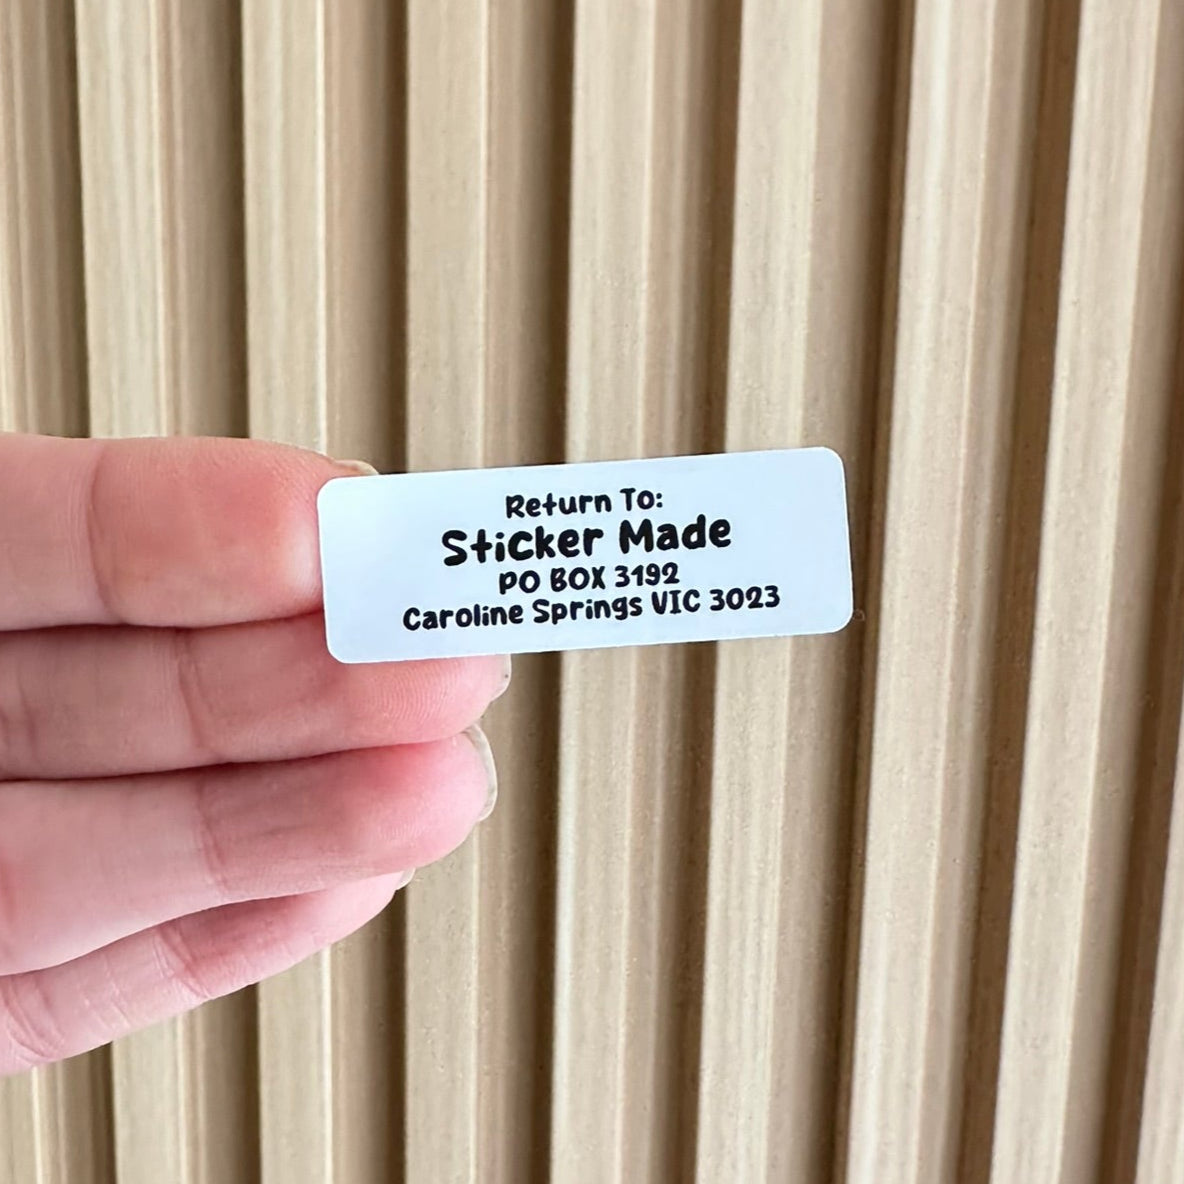 Return To:
Sticker Made
PO BOX 3192
Caroline Springs VIC 3023